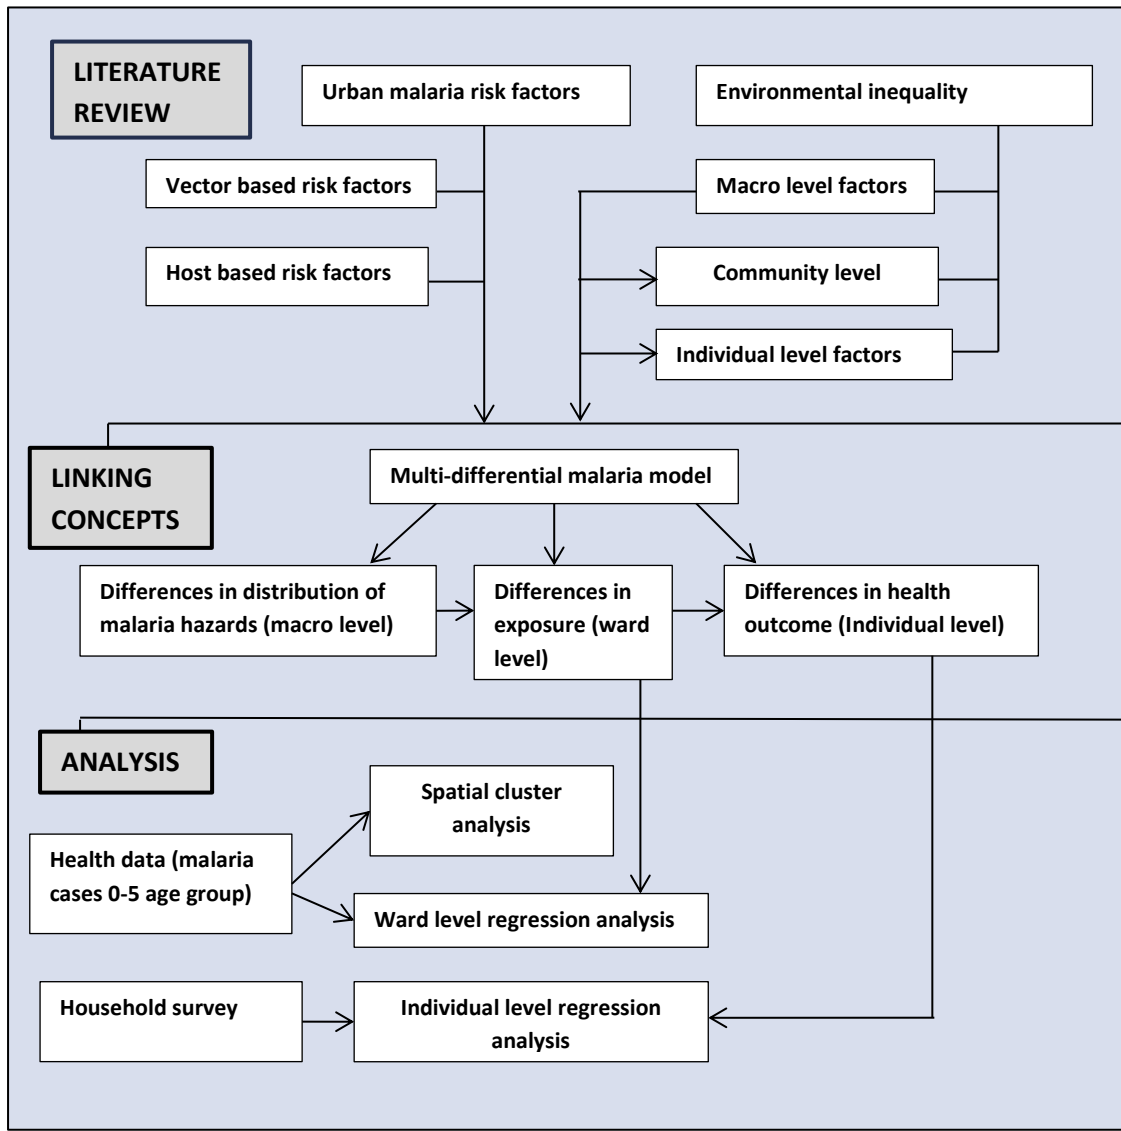 LITERATURE
REVIEW
Urban malaria risk factors
Environmental inequality
Vector based risk factors
Macro level factors
Host based risk factors
Community level
Individual level factors
LINKING
CONCEPTS
Multi-differential malaria model
Differences in distribution of
malaria hazards (macro level)
Differences in
exposure (ward
level)
Differences in health
outcome (Individual level)
ANALYSIS
Spatial cluster
analysis
Health data (malaria
cases 0-5 age group)
Ward level regression analysis
Household survey
Individual level regression
analysis